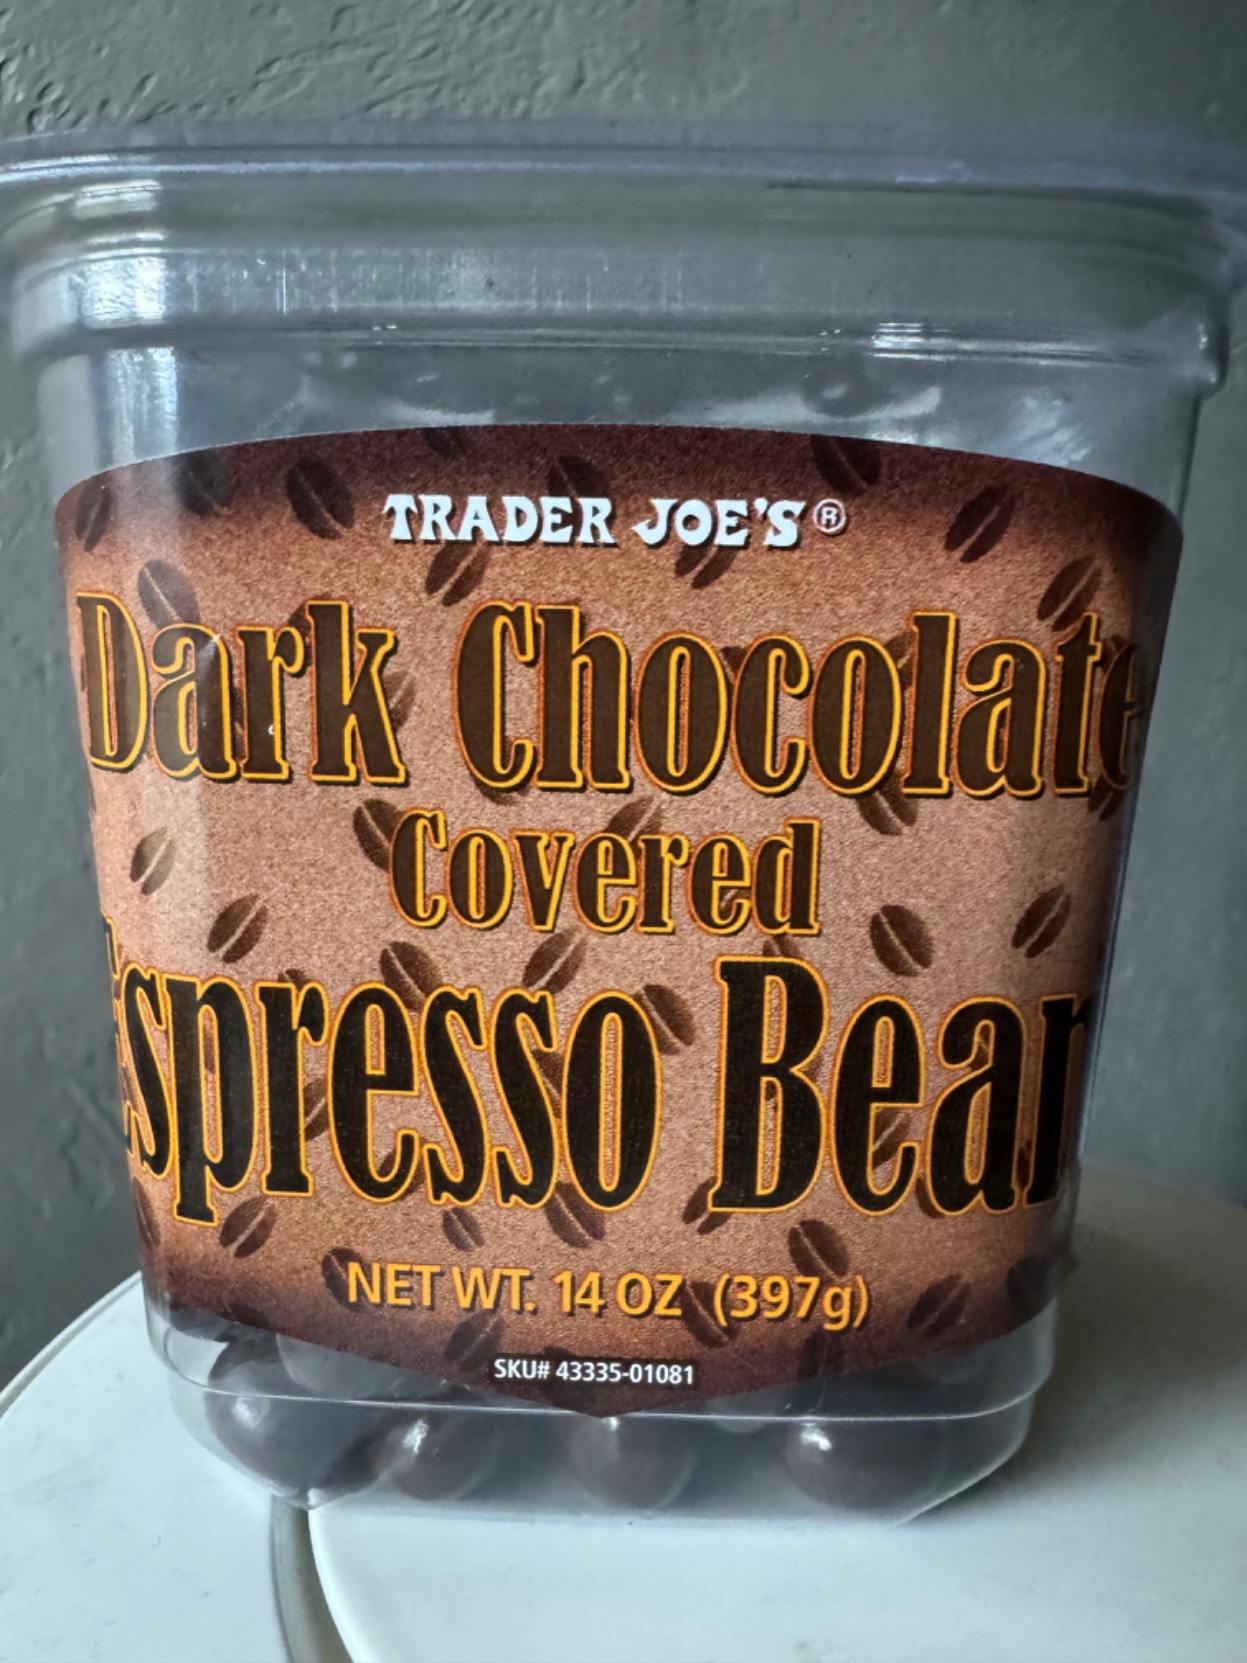 TRADER JOE'S®
Dark Chocolate
Covered
Espresso Bean
NET WT. 14 OZ (397g)
SKU# 43335-01081